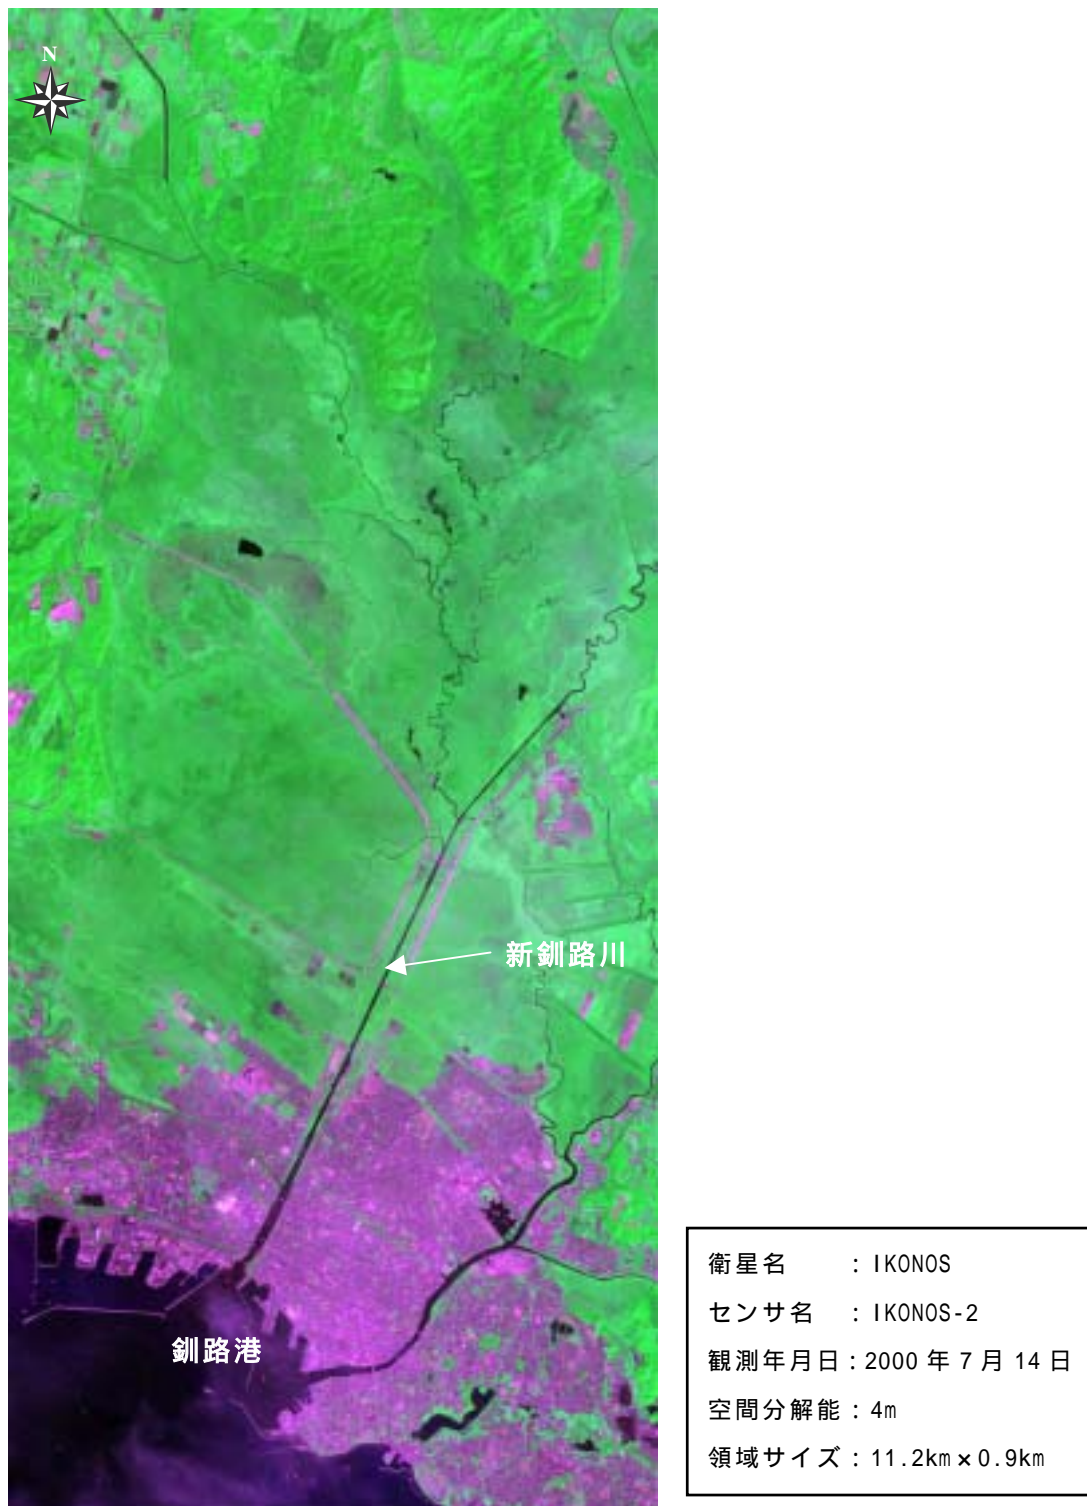 N
新釧路川
釧路港
衛星名 : IKONOS
センサ名 : IKONOS-2
観測年月日 : 2000 年 7 月 14 日
空間分解能 : 4m
領域サイズ : 11.2km × 0.9km